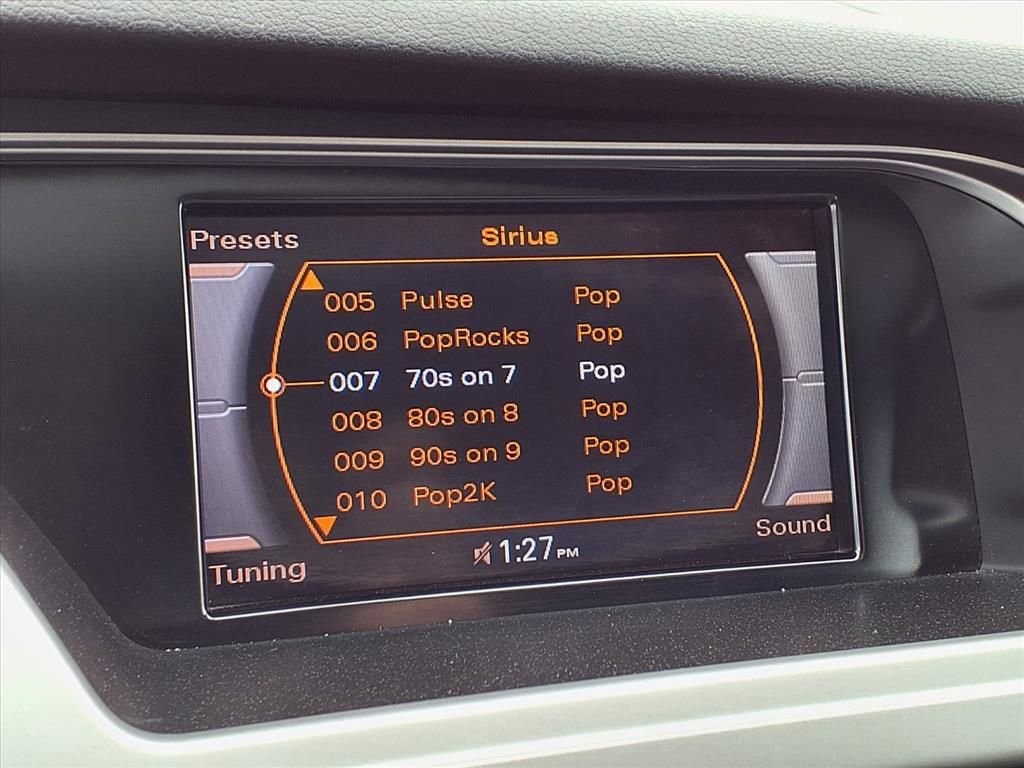 Presets Sirius
005 Pulse Pop
006 PopRocks Pop
007 70s on 7 Pop
008 80s on 8 Pop
009 90s on 9 Pop
010 Pop2K Pop
Sound
1:27 PM
Tuning